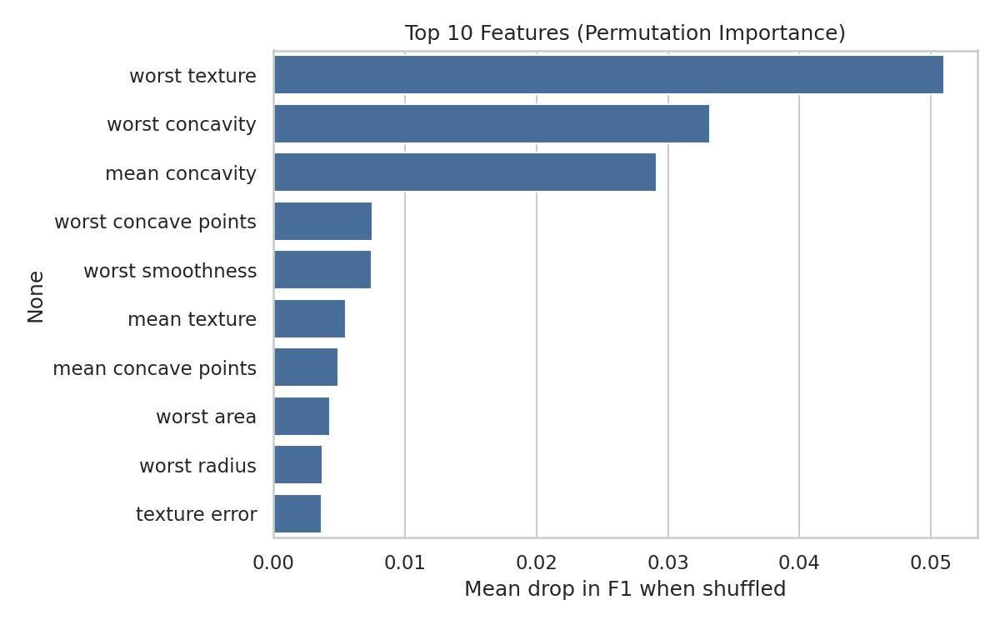 Top 10 Features (Permutation Importance)
worst texture
worst concavity
mean concavity
worst concave points
worst smoothness
mean texture
mean concave points
worst area
worst radius
texture error
None
0.00 0.01 0.02 0.03 0.04 0.05
Mean drop in F1 when shuffled